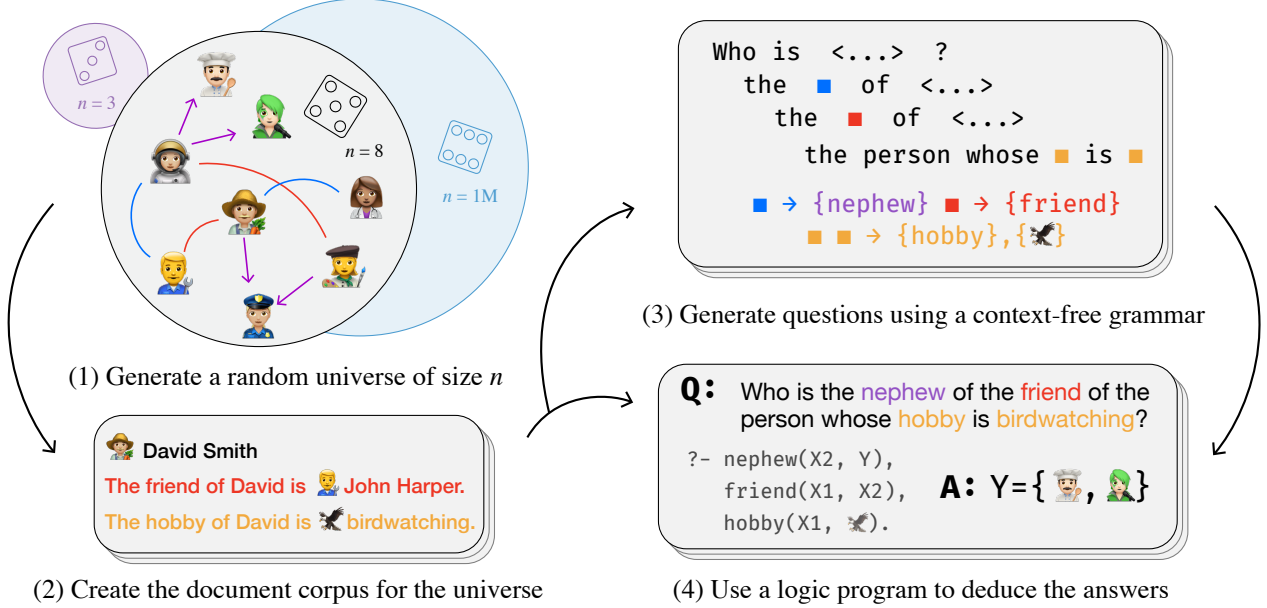 n = 3
n = 8
n = 1M
(1) Generate a random universe of size n
David Smith
The friend of David is John Harper.
The hobby of David is birdwatching.
(2) Create the document corpus for the universe
Who is <...> ?
the ■ of <...>
the ■ of <...>
the person whose ■ is ■
■ → {nephew} ■ → {friend}
■ ■ → {hobby},{🦅}
(3) Generate questions using a context-free grammar
Q: Who is the nephew of the friend of the
person whose hobby is birdwatching?
?- nephew(X2, Y),
friend(X1, X2),
hobby(X1, 🦅).
A: Y={ 👨🏻‍🍳 , 🧑🏻‍🎤 }
(4) Use a logic program to deduce the answers